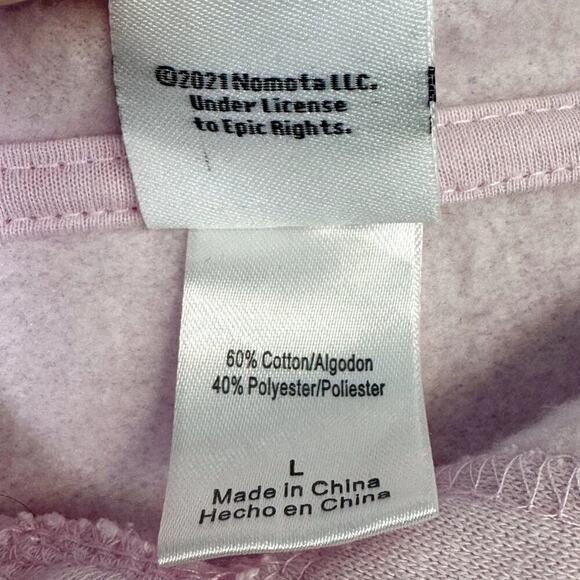 ©2021 Nomota LLC.
Under License
to Epic Rights.
60% Cotton/Algodon
40% Polyester/Poliester
L
Made in China
Hecho en China